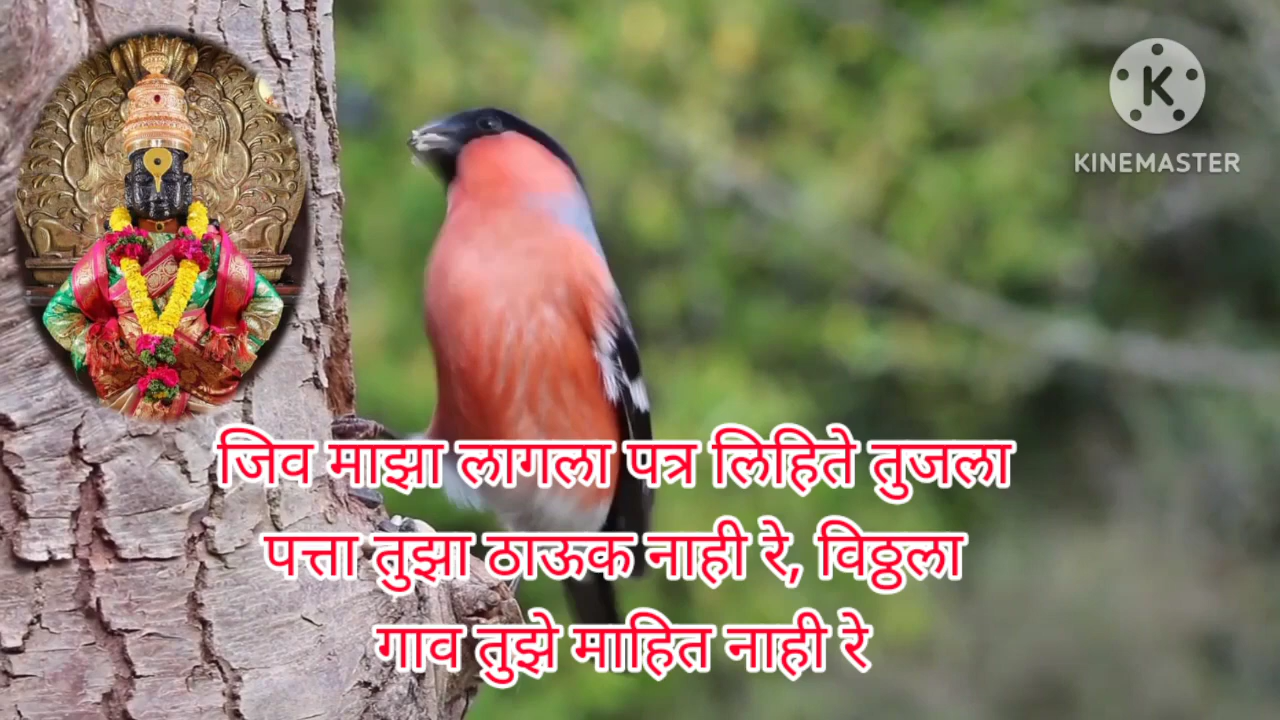 KINEMASTER
जिव माझा लागला पत्र लिहिते तुजला
पत्ता तुझा ठाऊक नाही रे, विठ्ठला
गाव तुझे माहित नाही रे